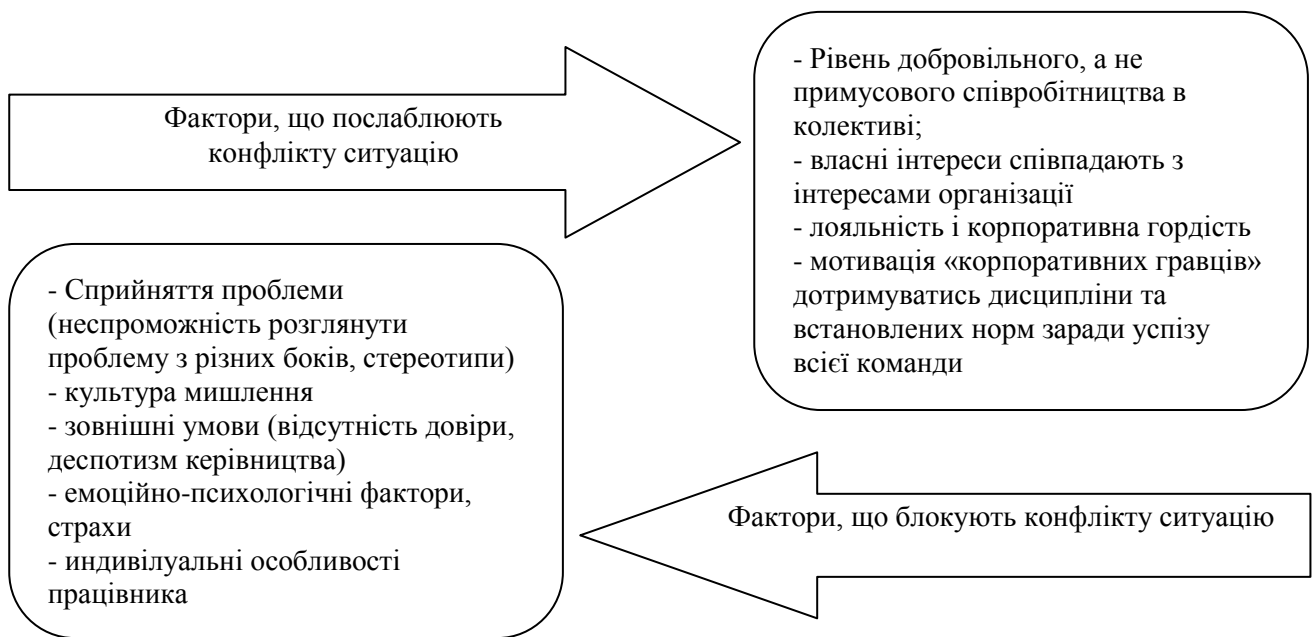 Фактори, що послаблюють
конфлікту ситуацію
- Рівень добровільного, а не
примусового співробітництва в
колективі;
- власні інтереси співпадають з
інтересами організації
- лояльність і корпоративна гордість
- мотивація «корпоративних гравців»
дотримуватись дисципліни та
встановлених норм заради успізу
всієї команди
- Сприйняття проблеми
(неспроможність розглянути
проблему з різних боків, стереотипи)
- культура мислення
- зовнішні умови (відсутність довіри,
деспотизм керівництва)
- емоційно-психологічні фактори,
страхи
- индивілуальні особливості
працівника
Фактори, що блокують конфлікту ситуацію